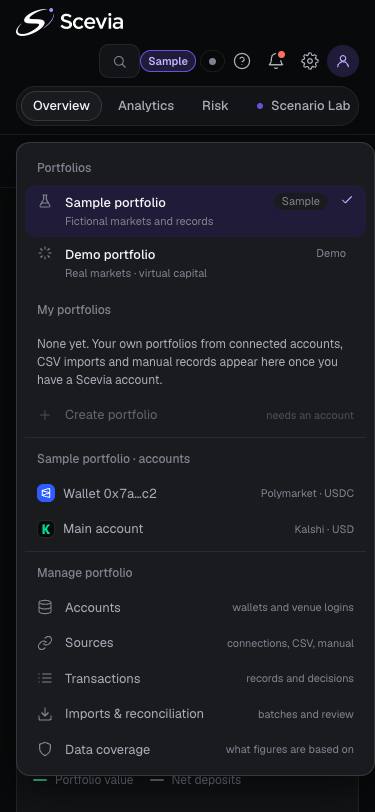 Scevia
Sample
Overview
Analytics
Risk
Scenario Lab
Portfolios
Sample portfolio
Sample
Fictional markets and records
Demo portfolio
Demo
Real markets · virtual capital
My portfolios
None yet. Your own portfolios from connected accounts,
CSV imports and manual records appear here once you
have a Scevia account.
Create portfolio
needs an account
Sample portfolio · accounts
Wallet 0x7a…c2
Polymarket · USDC
Main account
Kalshi · USD
Manage portfolio
Accounts
wallets and venue logins
Sources
connections, CSV, manual
Transactions
records and decisions
Imports & reconciliation
batches and review
Data coverage
what figures are based on
Portfolio value
Net deposits